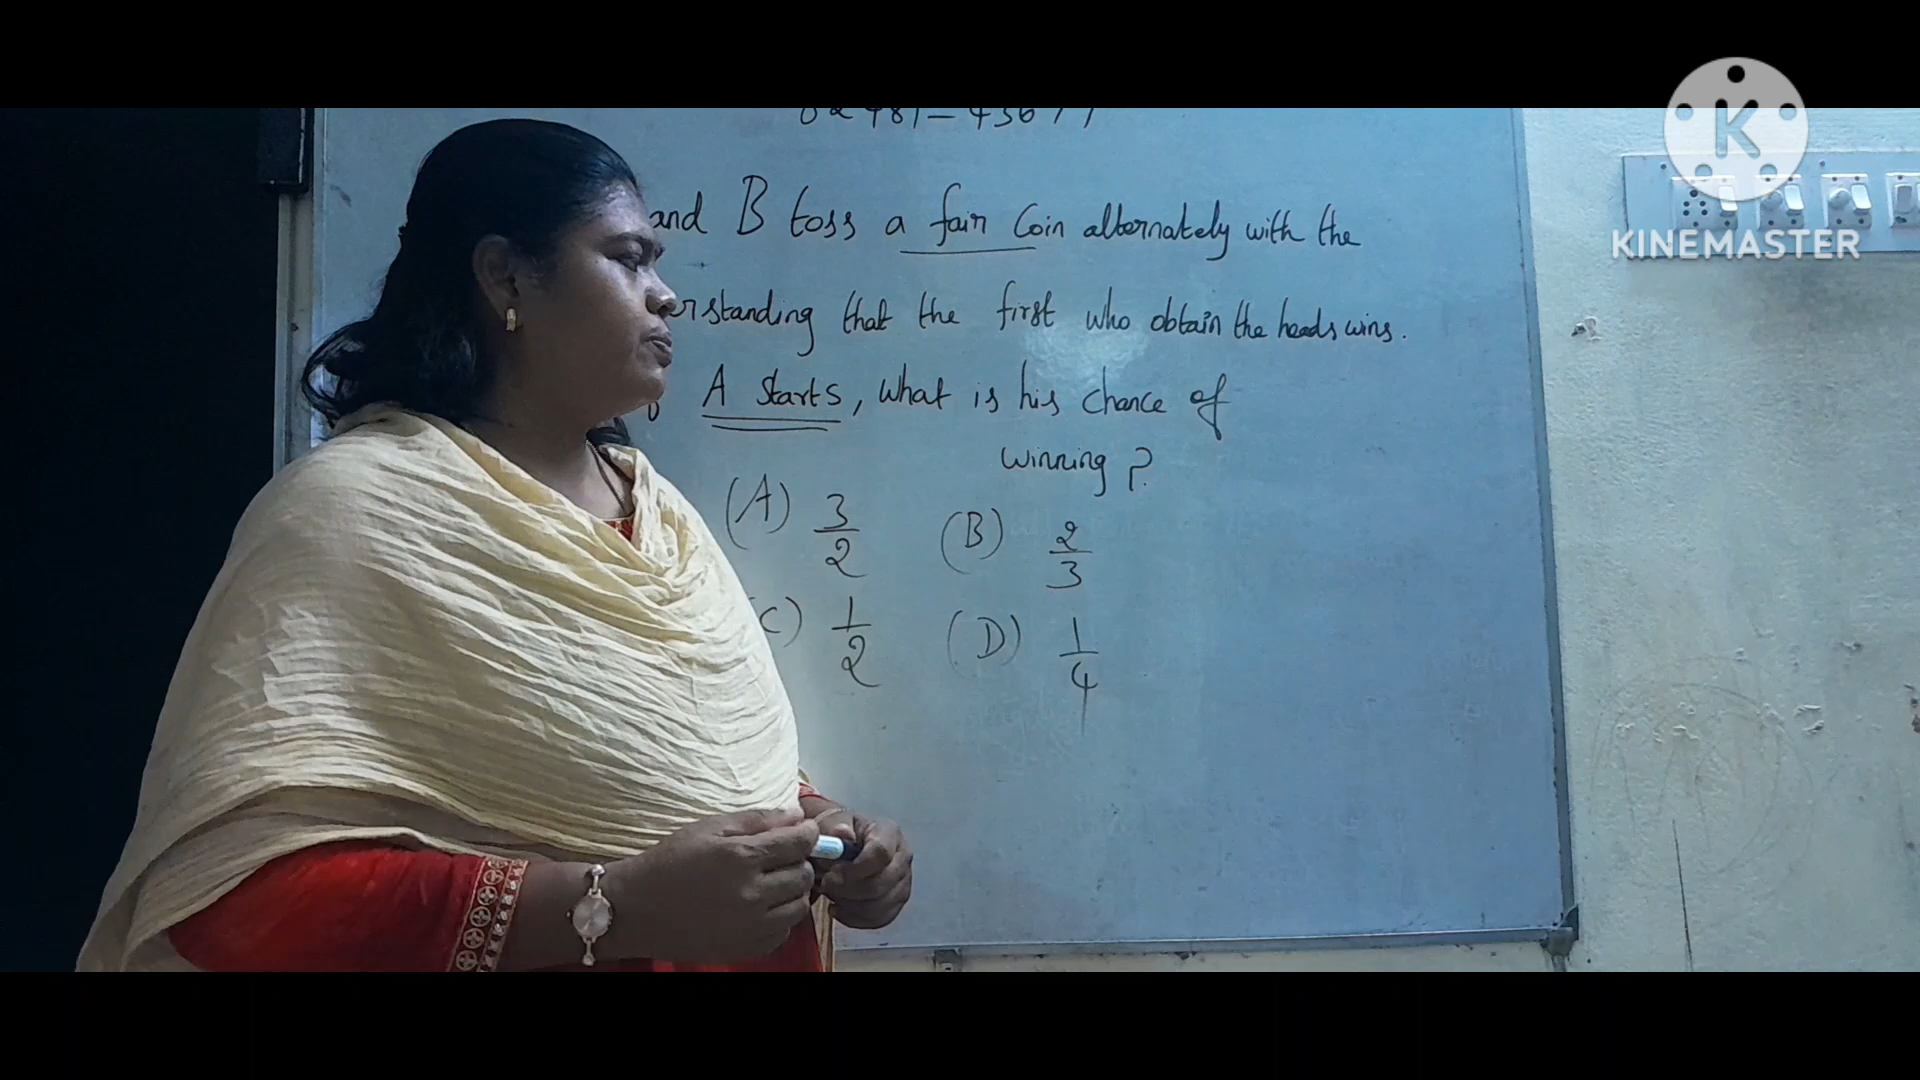 and B toss a fair Coin alternately with the
erstanding that the first who obtain the heads wins.
A starts, what is his chance of
winning?
(A) 3/2 (B) 2/3
C) 1/2 (D) 1/4
K
KINEMASTER